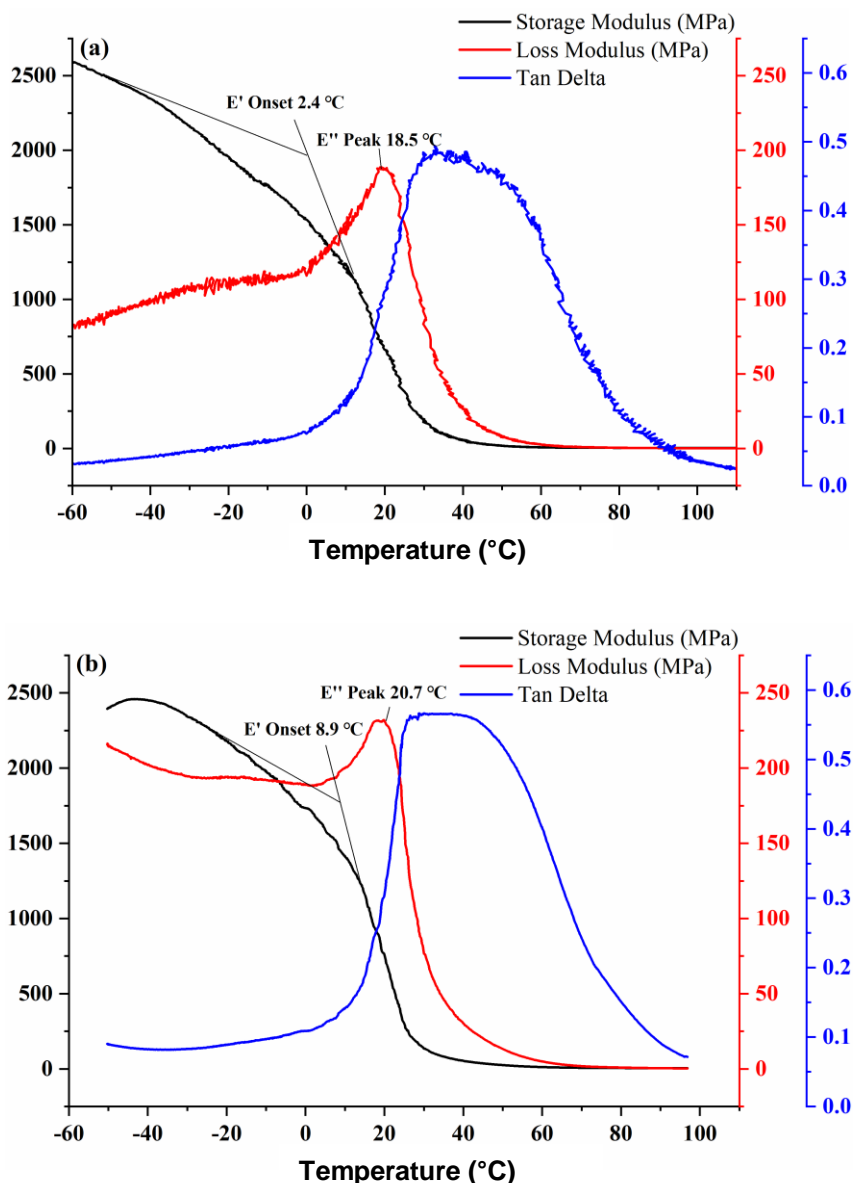 (a)
Storage Modulus (MPa)
Loss Modulus (MPa)
Tan Delta
E' Onset 2.4 °C
E'' Peak 18.5 °C
2500
2000
1500
1000
500
0
250
200
150
100
50
0
0.6
0.5
0.4
0.3
0.2
0.1
0.0
-60 -40 -20 0 20 40 60 80 100
Temperature (°C)
(b)
Storage Modulus (MPa)
Loss Modulus (MPa)
Tan Delta
E'' Peak 20.7 °C
E' Onset 8.9 °C
2500
2000
1500
1000
500
0
250
200
150
100
50
0
0.6
0.5
0.4
0.3
0.2
0.1
0.0
-60 -40 -20 0 20 40 60 80 100
Temperature (°C)